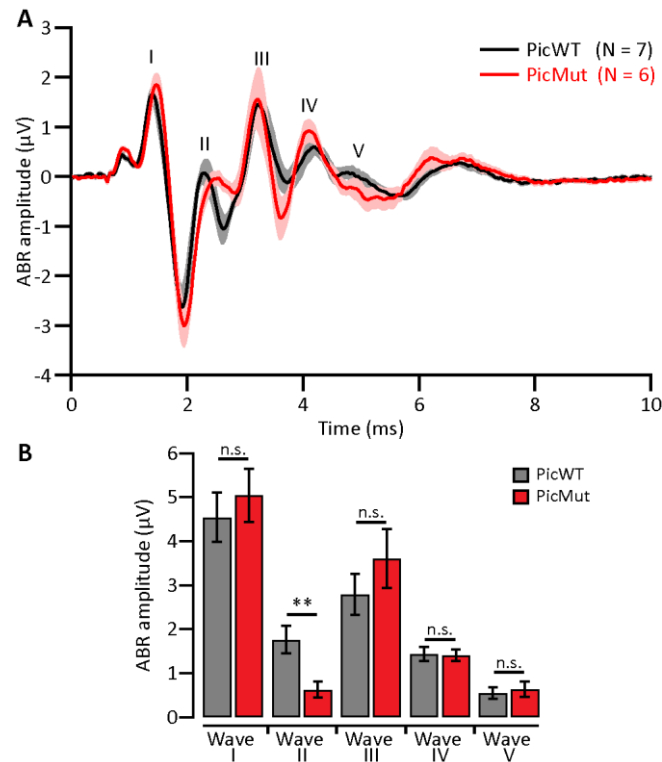 A
3
2
1
0
-1
-2
-3
-4
ABR amplitude (µV)
I
II
III
IV
V
PicWT (N = 7)
PicMut (N = 6)
0
2
4
6
8
10
Time (ms)
B
6
5
4
3
2
1
0
ABR amplitude (µV)
n.s.
**
n.s.
n.s.
n.s.
PicWT
PicMut
Wave Wave Wave Wave Wave
I II III IV V